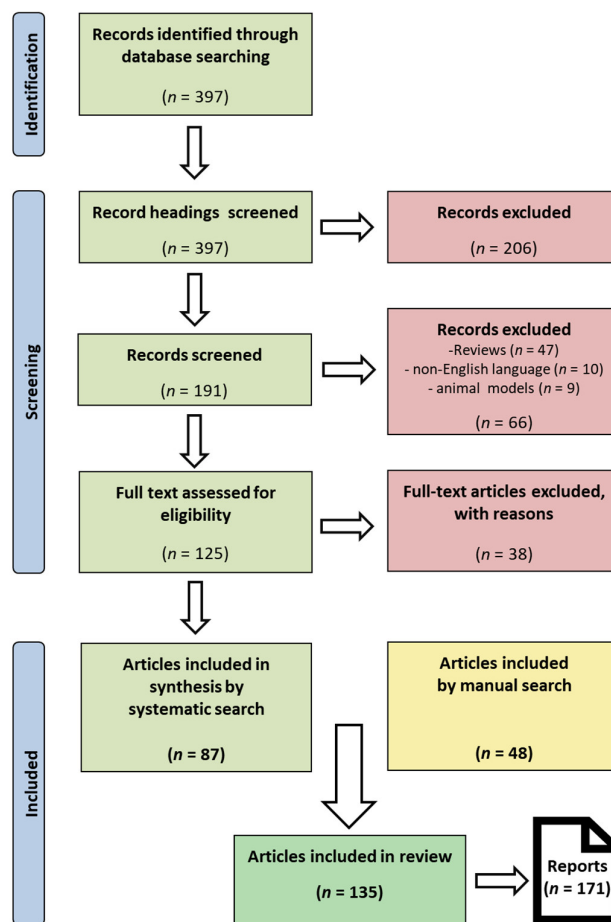 Identification
Records identified through
database searching
(n = 397)
Screening
Record headings screened
(n = 397)
Records excluded
(n = 206)
Records screened
(n = 191)
Records excluded
-Reviews (n = 47)
- non-English language (n = 10)
- animal models (n = 9)
(n = 66)
Full text assessed for
eligibility
(n = 125)
Full-text articles excluded,
with reasons
(n = 38)
Included
Articles included in
synthesis by
systematic search
(n = 87)
Articles included
by manual search
(n = 48)
Articles included in review
(n = 135)
Reports
(n = 171)